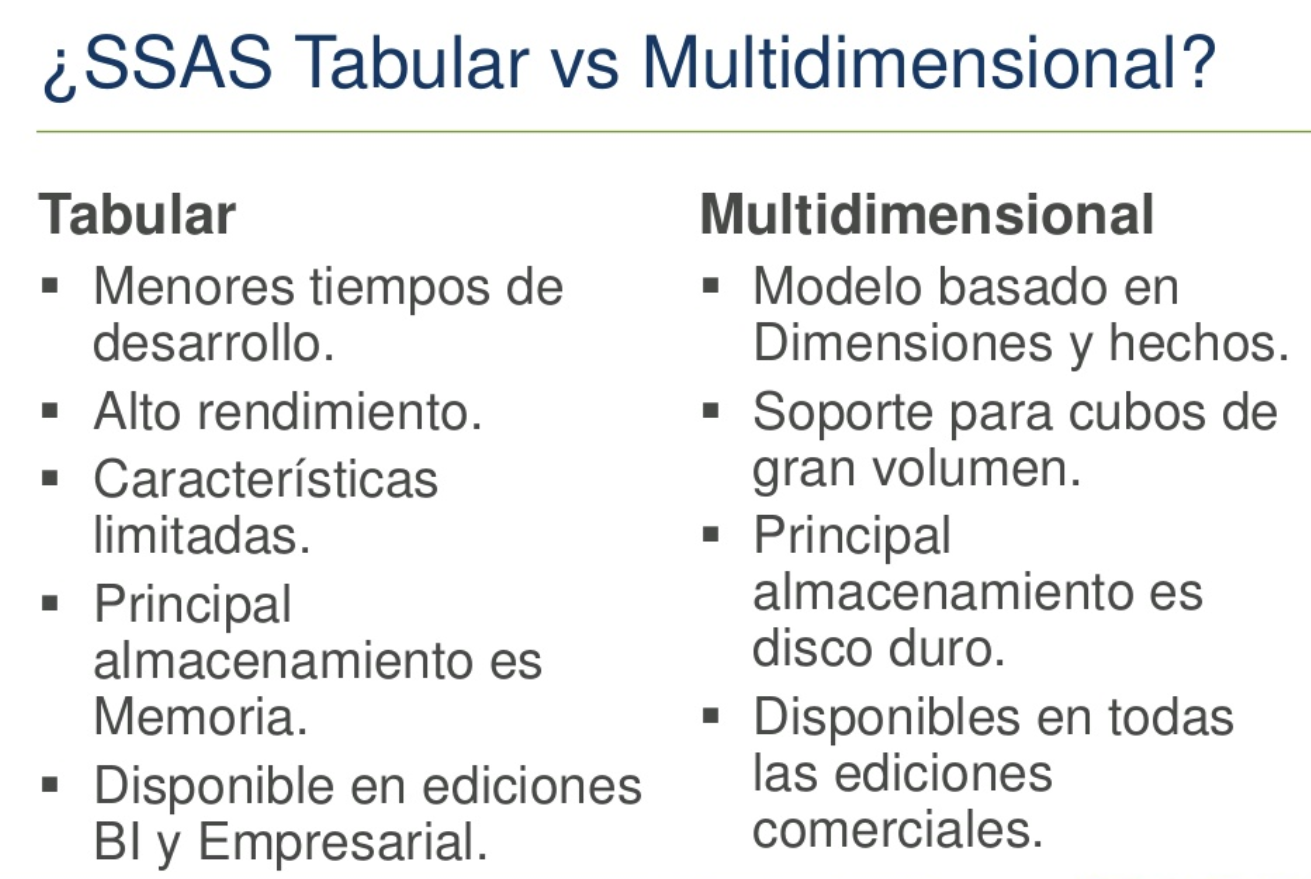 ¿SSAS Tabular vs Multidimensional?
Tabular
▪ Menores tiempos de
desarrollo.
▪ Alto rendimiento.
▪ Características
limitadas.
▪ Principal
almacenamiento es
Memoria.
▪ Disponible en ediciones
BI y Empresarial.
Multidimensional
▪ Modelo basado en
Dimensiones y hechos.
▪ Soporte para cubos de
gran volumen.
▪ Principal
almacenamiento es
disco duro.
▪ Disponibles en todas
las ediciones
comerciales.